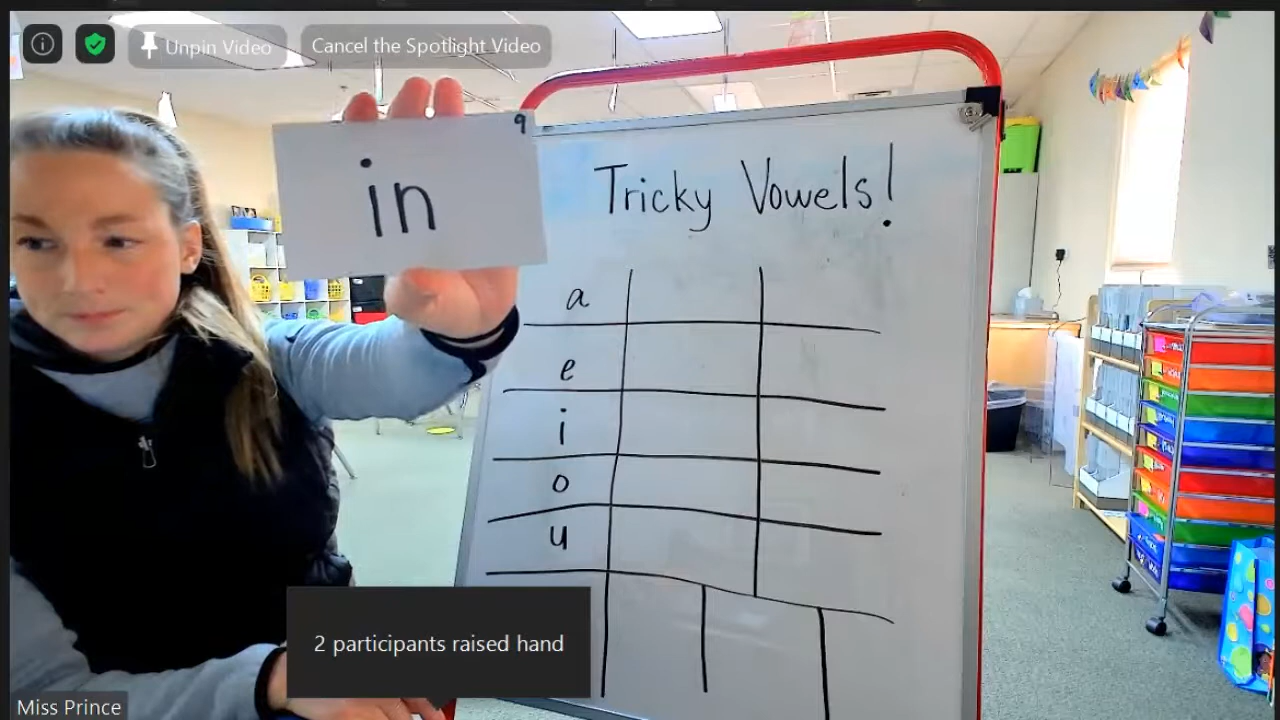 Unpin Video
Cancel the Spotlight Video
9
in
Tricky Vowels!
a
e
i
o
u
2 participants raised hand
Miss Prince